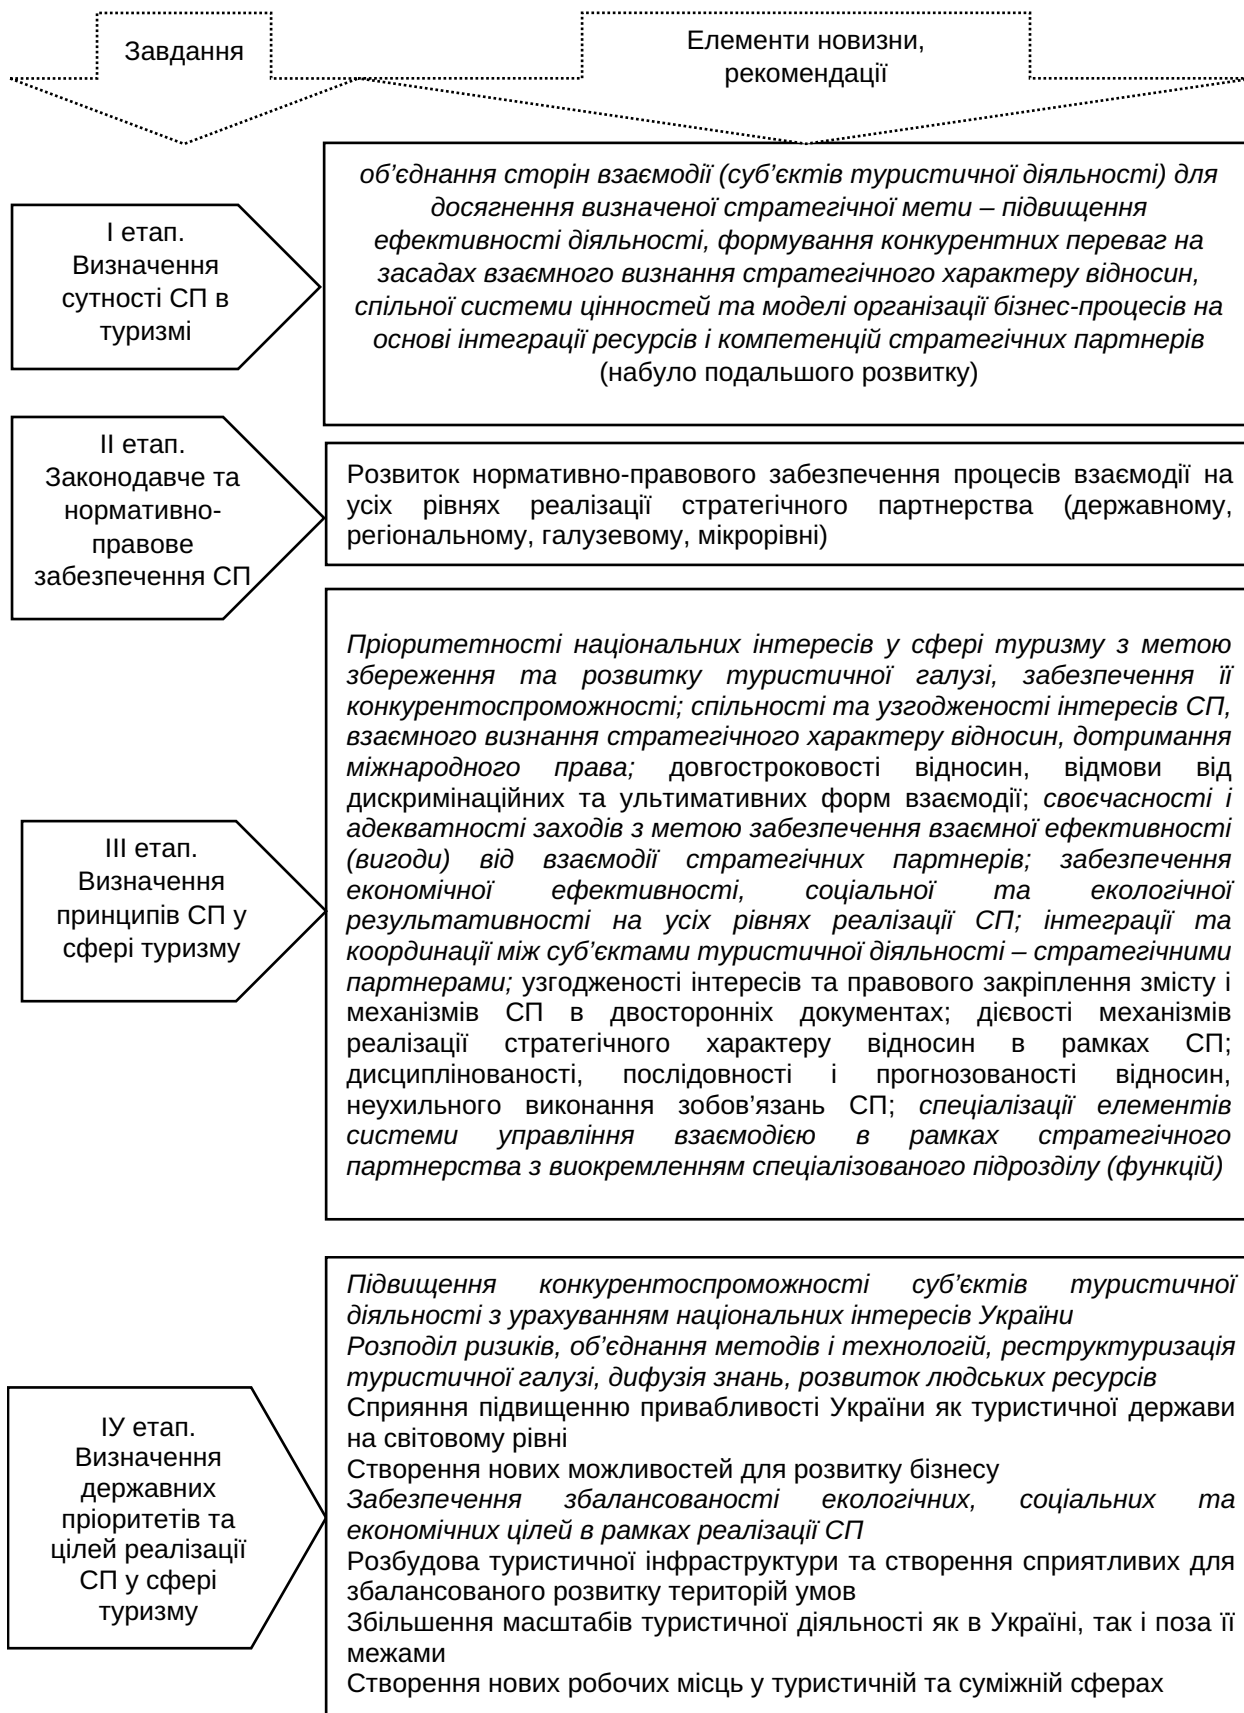 Завдання
Елементи новизни,
рекомендації
І етап.
Визначення
сутності СП в
туризмі
об’єднання сторін взаємодії (суб’єктів туристичної діяльності) для
досягнення визначеної стратегічної мети – підвищення
ефективності діяльності, формування конкурентних переваг на
засадах взаємного визнання стратегічного характеру відносин,
спільної системи цінностей та моделі організації бізнес-процесів на
основі інтеграції ресурсів і компетенцій стратегічних партнерів
(набуло подальшого розвитку)
ІІ етап.
Законодавче та
нормативно-
правове
забезпечення СП
Розвиток нормативно-правового забезпечення процесів взаємодії на
усіх рівнях реалізації стратегічного партнерства (державному,
регіональному, галузевому, мікрорівні)
ІІІ етап.
Визначення
принципів СП у
сфері туризму
Пріоритетності національних інтересів у сфері туризму з метою
збереження та розвитку туристичної галузі, забезпечення її
конкурентоспроможності; спільності та узгодженості інтересів СП,
взаємного визнання стратегічного характеру відносин, дотримання
міжнародного права; довгостроковості відносин, відмови від
дискримінаційних та ультимативних форм взаємодії; своєчасності і
адекватності заходів з метою забезпечення взаємної ефективності
(вигоди) від взаємодії стратегічних партнерів; забезпечення
економічної ефективності, соціальної та екологічної
результативності на усіх рівнях реалізації СП; інтеграції та
координації між суб’єктами туристичної діяльності – стратегічними
партнерами; узгодженості інтересів та правового закріплення змісту і
механізмів СП в двосторонніх документах; дієвості механізмів
реалізації стратегічного характеру відносин в рамках СП;
дисциплінованості, послідовності і прогнозованості відносин,
неухильного виконання зобов’язань СП; спеціалізації елементів
системи управління взаємодією в рамках стратегічного
партнерства з виокремленням спеціалізованого підрозділу (функцій)
ІУ етап.
Визначення
державних
пріоритетів та
цілей реалізації
СП у сфері
туризму
Підвищення конкурентоспроможності суб’єктів туристичної
діяльності з урахуванням національних інтересів України
Розподіл ризиків, об’єднання методів і технологій, реструктуризація
туристичної галузі, дифузія знань, розвиток людських ресурсів
Сприяння підвищенню привабливості України як туристичної держави
на світовому рівні
Створення нових можливостей для розвитку бізнесу
Забезпечення збалансованості екологічних, соціальних та
економічних цілей в рамках реалізації СП
Розбудова туристичної інфраструктури та створення сприятливих для
збалансованого розвитку територій умов
Збільшення масштабів туристичної діяльності як в Україні, так і поза її
межами
Створення нових робочих місць у туристичній та суміжній сферах